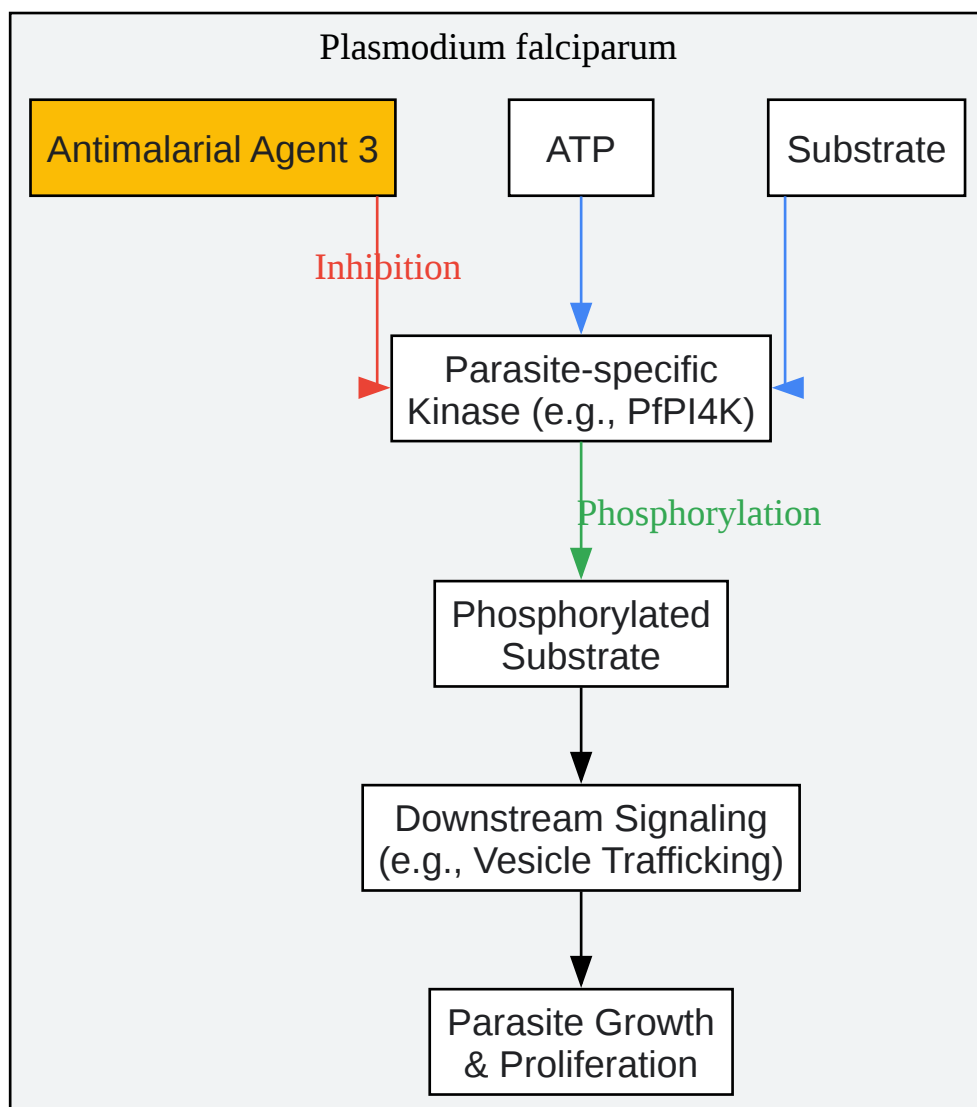 Plasmodium falciparum
Antimalarial Agent 3
ATP
Substrate
Inhibition
Parasite-specific
Kinase (e.g., PfPI4K)
Phosphorylation
Phosphorylated
Substrate
Downstream Signaling
(e.g., Vesicle Trafficking)
Parasite Growth
& Proliferation